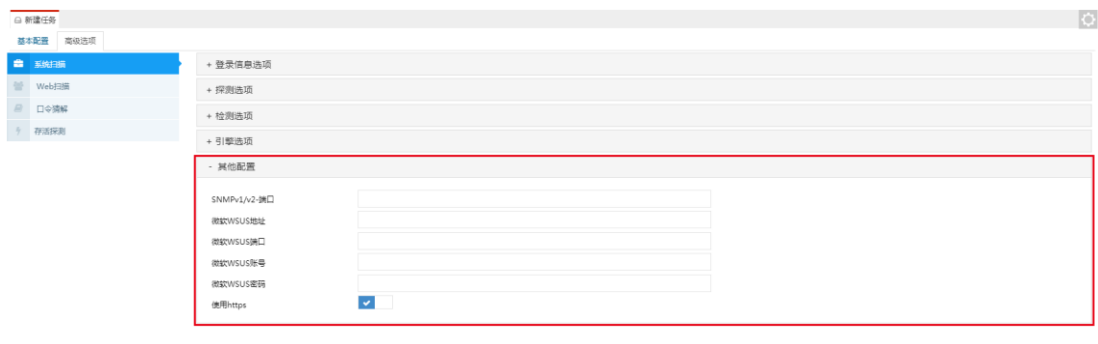 新建任务
基本配置 高级选项
系统扫描
Web扫描
口令猜解
存活探测
+ 登录信息选项
+ 探测选项
+ 检测选项
+ 引擎选项
- 其他配置
SNMPv1/v2-端口
微软WSUS地址
微软WSUS端口
微软WSUS账号
微软WSUS密码
使用https